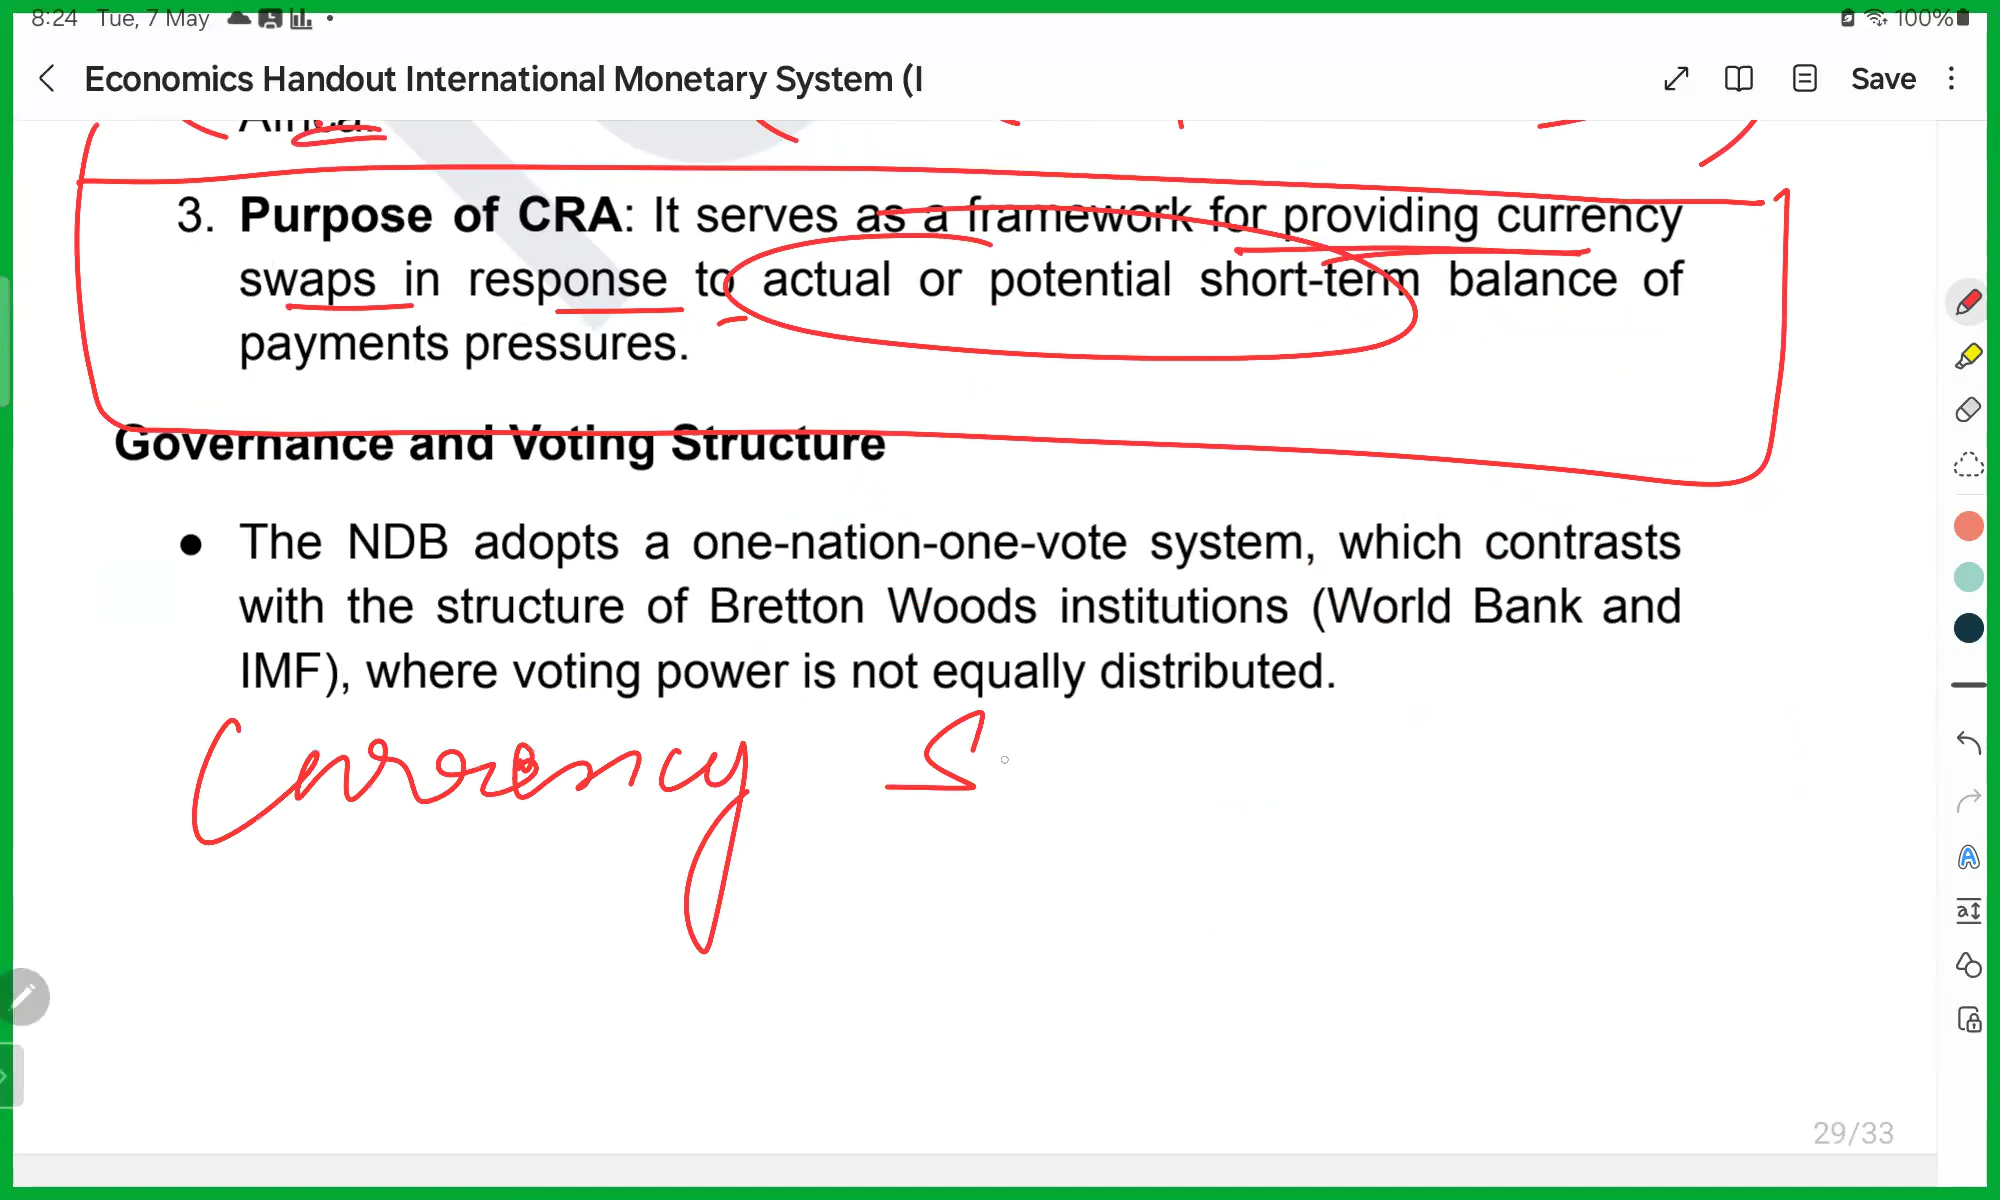 8:24 Tue, 7 May 100%
Economics Handout International Monetary System (I
Save
Africa.
3. Purpose of CRA: It serves as a framework for providing currency
swaps in response to actual or potential short-term balance of
payments pressures.
Governance and Voting Structure
● The NDB adopts a one-nation-one-vote system, which contrasts
with the structure of Bretton Woods institutions (World Bank and
IMF), where voting power is not equally distributed.
Currency S
29/33